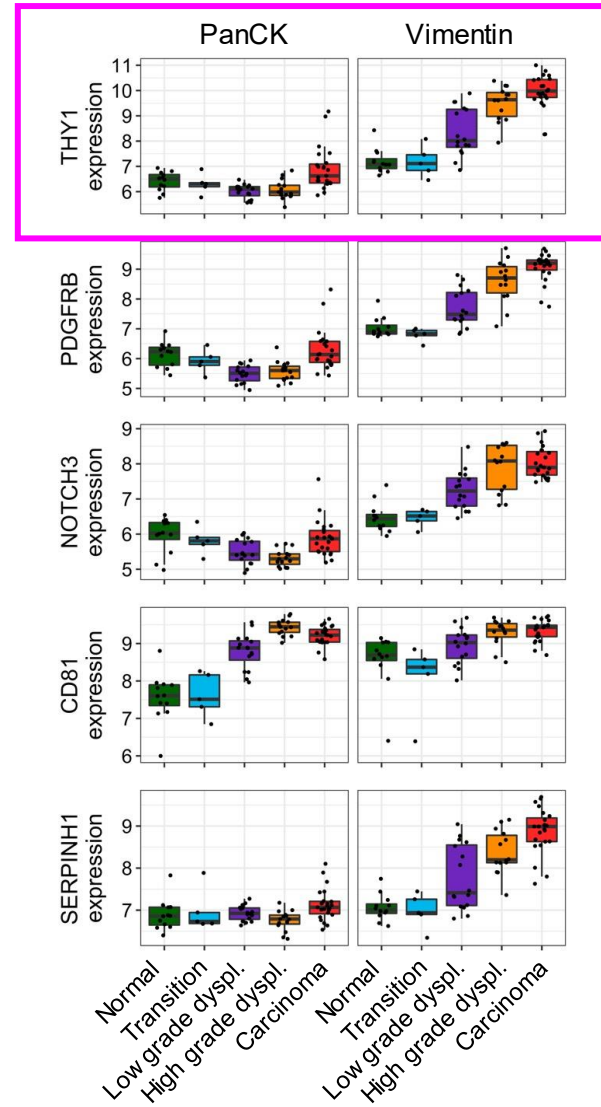 PanCK Vimentin
THY1
expression
11
10
9
8
7
6
PDGFRB
expression
9
8
7
6
5
NOTCH3
expression
9
8
7
6
5
CD81
expression
9
8
7
6
SERPINH1
expression
9
8
7
Normal
Transition
Low grade dyspl.
High grade dyspl.
Carcinoma
Normal
Transition
Low grade dyspl.
High grade dyspl.
Carcinoma